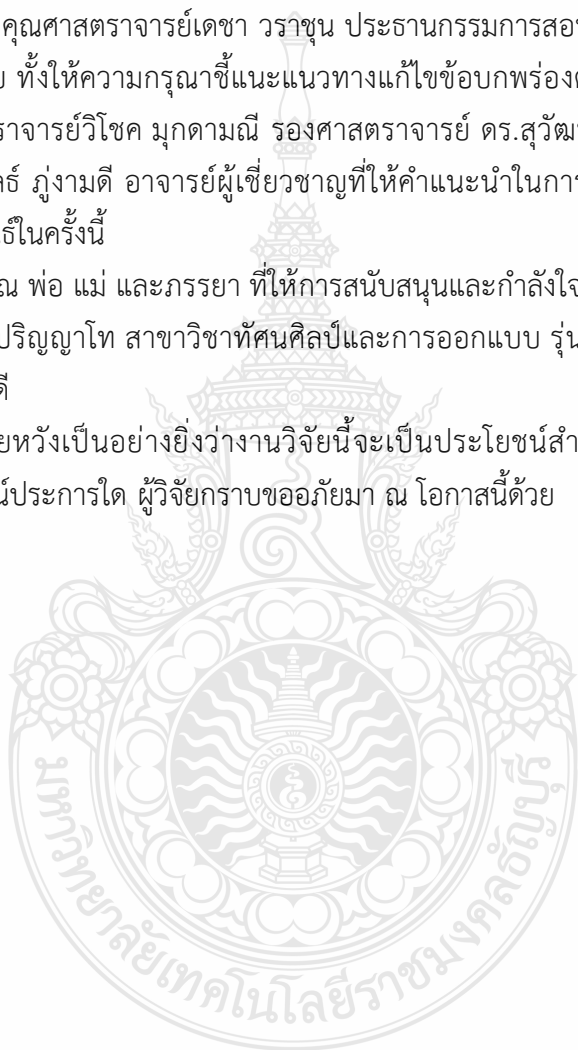 คุณศาสตราจารย์เดชา วราชุน ประธานกรรมการสอบ
ทั้งให้ความกรุณาชี้แนะแนวทางแก้ไขข้อบกพร่อง
ราจารย์วิโชค มุกดามณี รองศาสตราจารย์ ดร.สุวัฒ
ธ์ ภู่งามดี อาจารย์ผู้เชี่ยวชาญที่ให้คำแนะนำในการ
ธ์ในครั้งนี้
ณ พ่อ แม่ และภรรยา ที่ให้การสนับสนุนและกำลังใจ
ปริญญาโท สาขาวิชาทัศนศิลป์และการออกแบบ รุ่น
ดี
ยหวังเป็นอย่างยิ่งว่างานวิจัยนี้จะเป็นประโยชน์สำ
น์ประการใด ผู้วิจัยกราบขออภัยมา ณ โอกาสนี้ด้วย
มหาวิทยาลัยเทคโนโลยีราชมงคลธัญบุรี